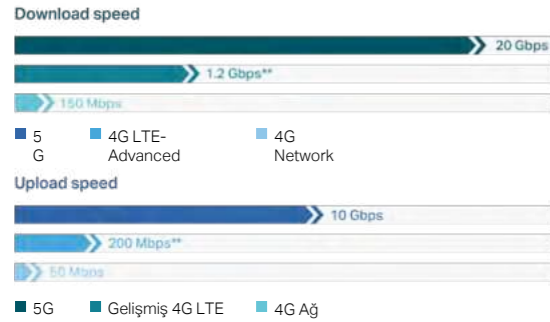 Download speed
20 Gbps
1.2 Gbps**
150 Mbps
5
G
4G LTE-
Advanced
4G
Network
Upload speed
10 Gbps
200 Mbps**
50 Mbps
5G
Gelişmiş 4G LTE
4G Ağ